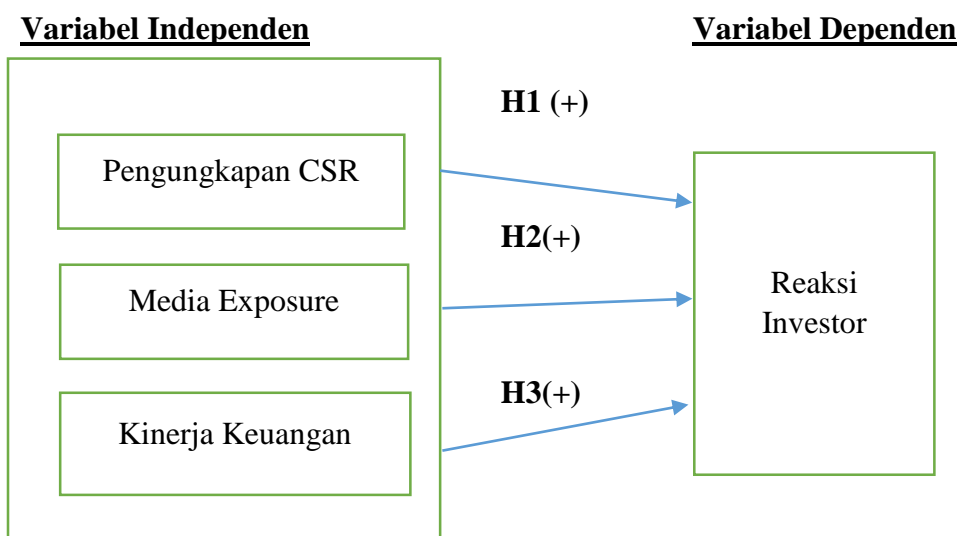 Variabel Independen
Variabel Dependen
H1 (+)
Pengungkapan CSR
H2(+)
Media Exposure
Reaksi
Investor
H3(+)
Kinerja Keuangan